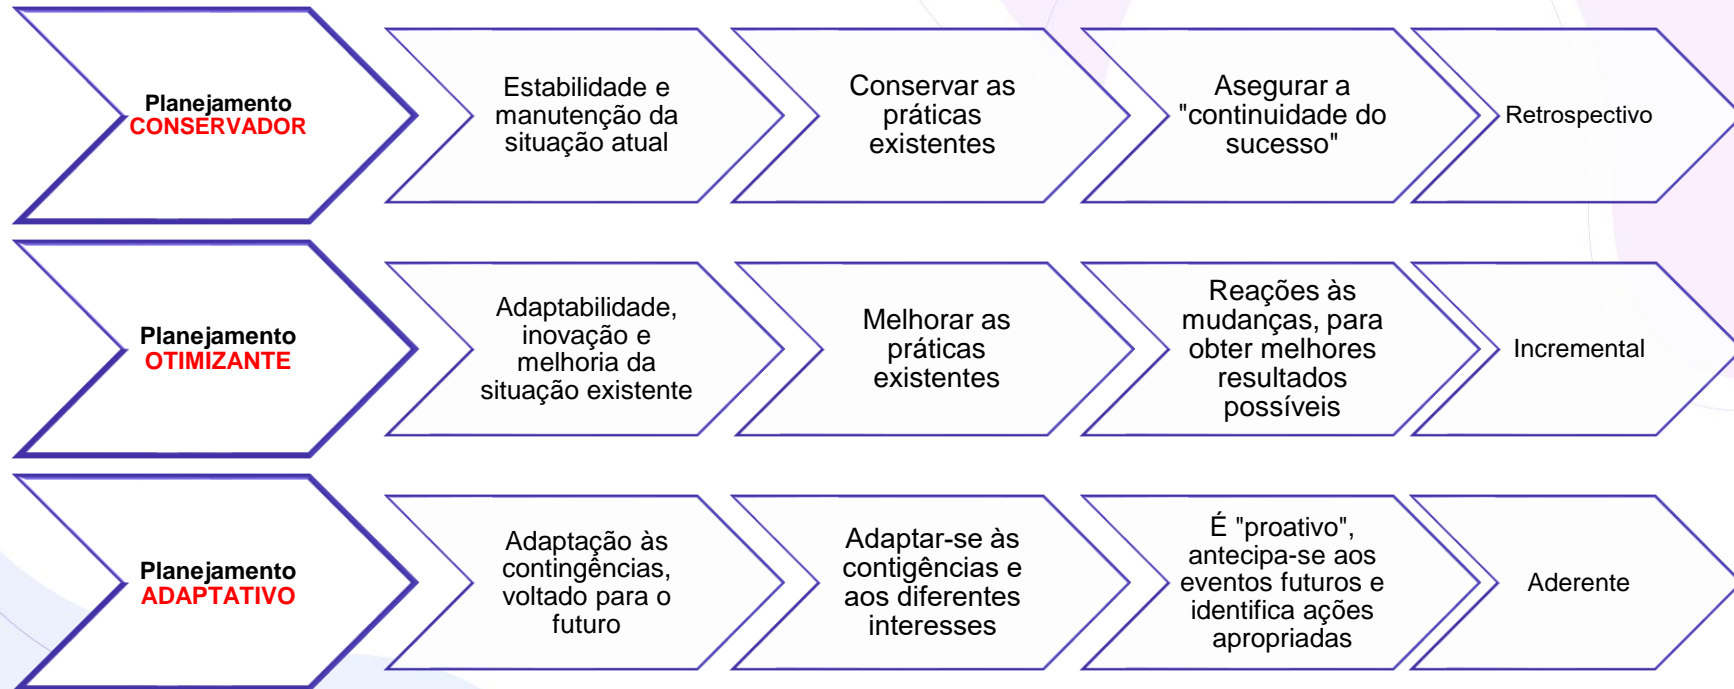 Planejamento
CONSERVADOR
Estabilidade e
manutenção da
situação atual
Conservar as
práticas
existentes
Asegurar a
"continuidade do
sucesso"
Retrospectivo
Planejamento
OTIMIZANTE
Adaptabilidade,
inovação e
melhoria da
situação existente
Melhorar as
práticas
existentes
Reações às
mudanças, para
obter melhores
resultados
possíveis
Incremental
Planejamento
ADAPTATIVO
Adaptação às
contingências,
voltado para o
futuro
Adaptar-se às
contigências e
aos diferentes
interesses
É "proativo",
antecipa-se aos
eventos futuros e
identifica ações
apropriadas
Aderente